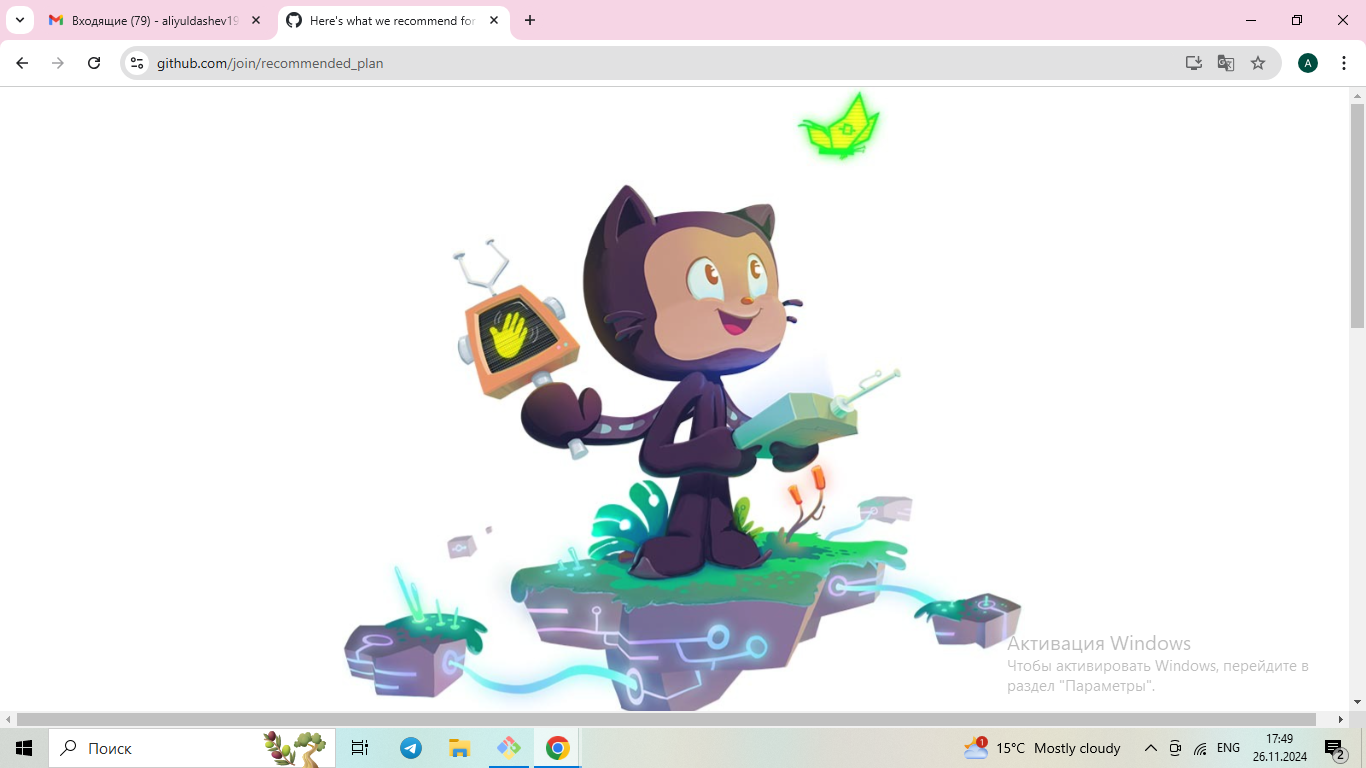 Входящие (79) - aliyuldashev19
Here's what we recommend for
github.com/join/recommended_plan
A
Активация Windows
Чтобы активировать Windows, перейдите в
раздел "Параметры".
Поиск
1
15°C Mostly cloudy
ENG
17:49
26.11.2024
2